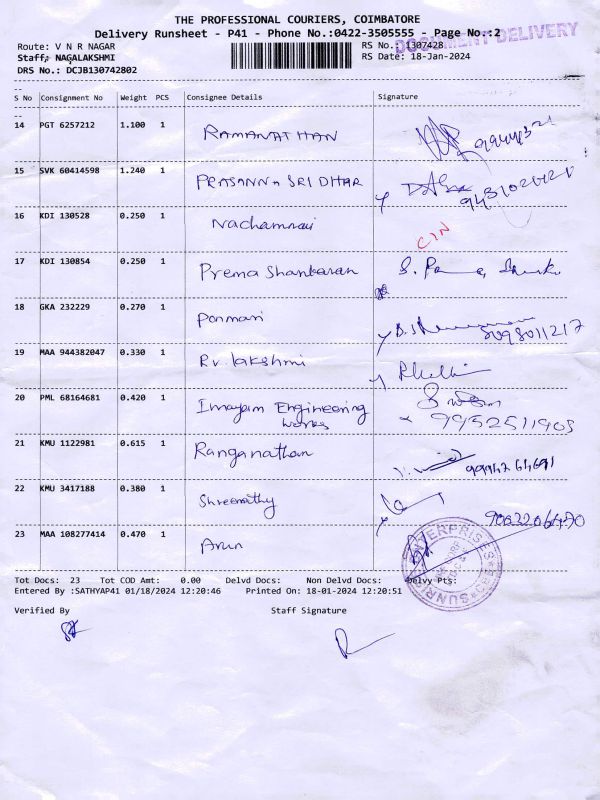 THE PROFESSIONAL COURIERS, COIMBATORE
Delivery Runsheet - P41 - Phone No.:0422-3505555 - Page No.:2
DOCUMENT DELIVERY
Route: V N R NAGAR RS No.: 1307428
Staff: NAGALAKSHMI RS Date: 18-Jan-2024
DRS No.: DCJB130742802
S No Consignment No Weight PCS Consignee Details Signature
14 PGT 6257212 1.100 1 RAMANATHAN
15 SVK 60414598 1.240 1 PRASANNA SRIDHAR
16 KDI 130528 0.250 1 Nachammai CIN
17 KDI 130854 0.250 1 Prema Shankaran
18 GKA 232229 0.270 1 Ponmani 8098011217
19 MAA 944382047 0.330 1 Rv. lakshmi
20 PML 68164681 0.420 1 Imayam Engineering works 9952511903
21 KMU 1122981 0.615 1 Ranganathan
22 KMU 3417188 0.380 1
23 MAA 108277414 0.470 1 Arun
ENTERPRISES
Tot Docs: 23 Tot COD Amt: 0.00 Delvd Docs: Non Delvd Docs: Delvy Pts:
Entered By :SATHYAP41 01/18/2024 12:20:46 Printed On: 18-01-2024 12:20:51
Verified By Staff Signature